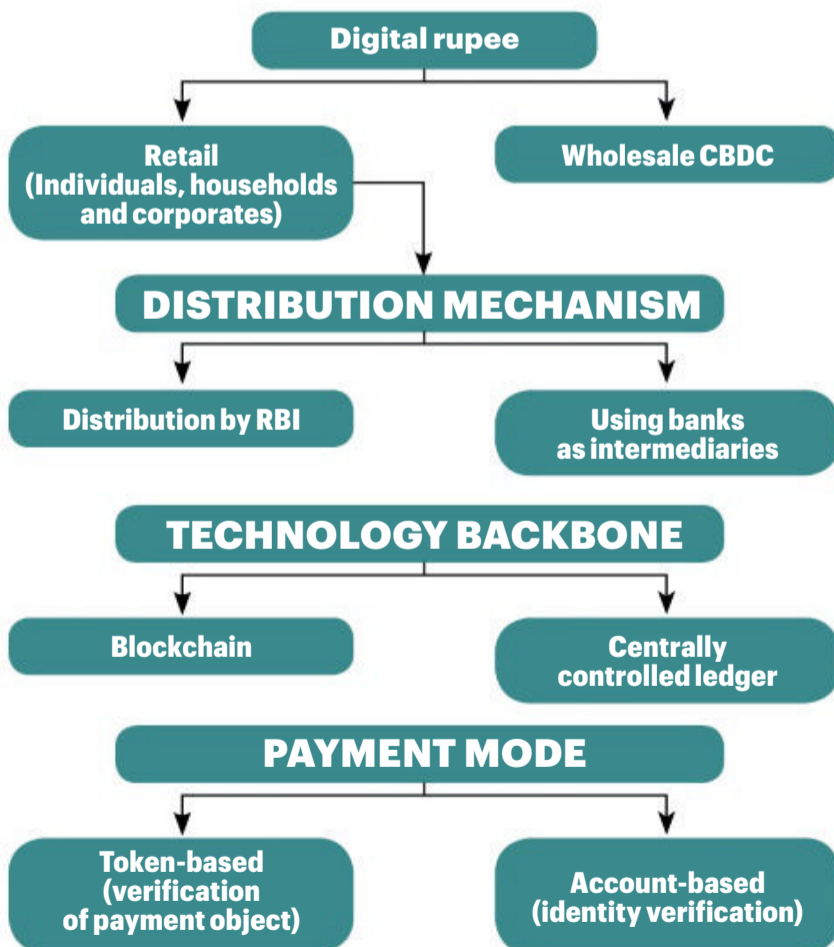 Digital rupee
Retail
(Individuals, households
and corporates)
Wholesale CBDC
DISTRIBUTION MECHANISM
Distribution by RBI
Using banks
as intermediaries
TECHNOLOGY BACKBONE
Blockchain
Centrally
controlled ledger
PAYMENT MODE
Token-based
(verification
of payment object)
Account-based
(identity verification)